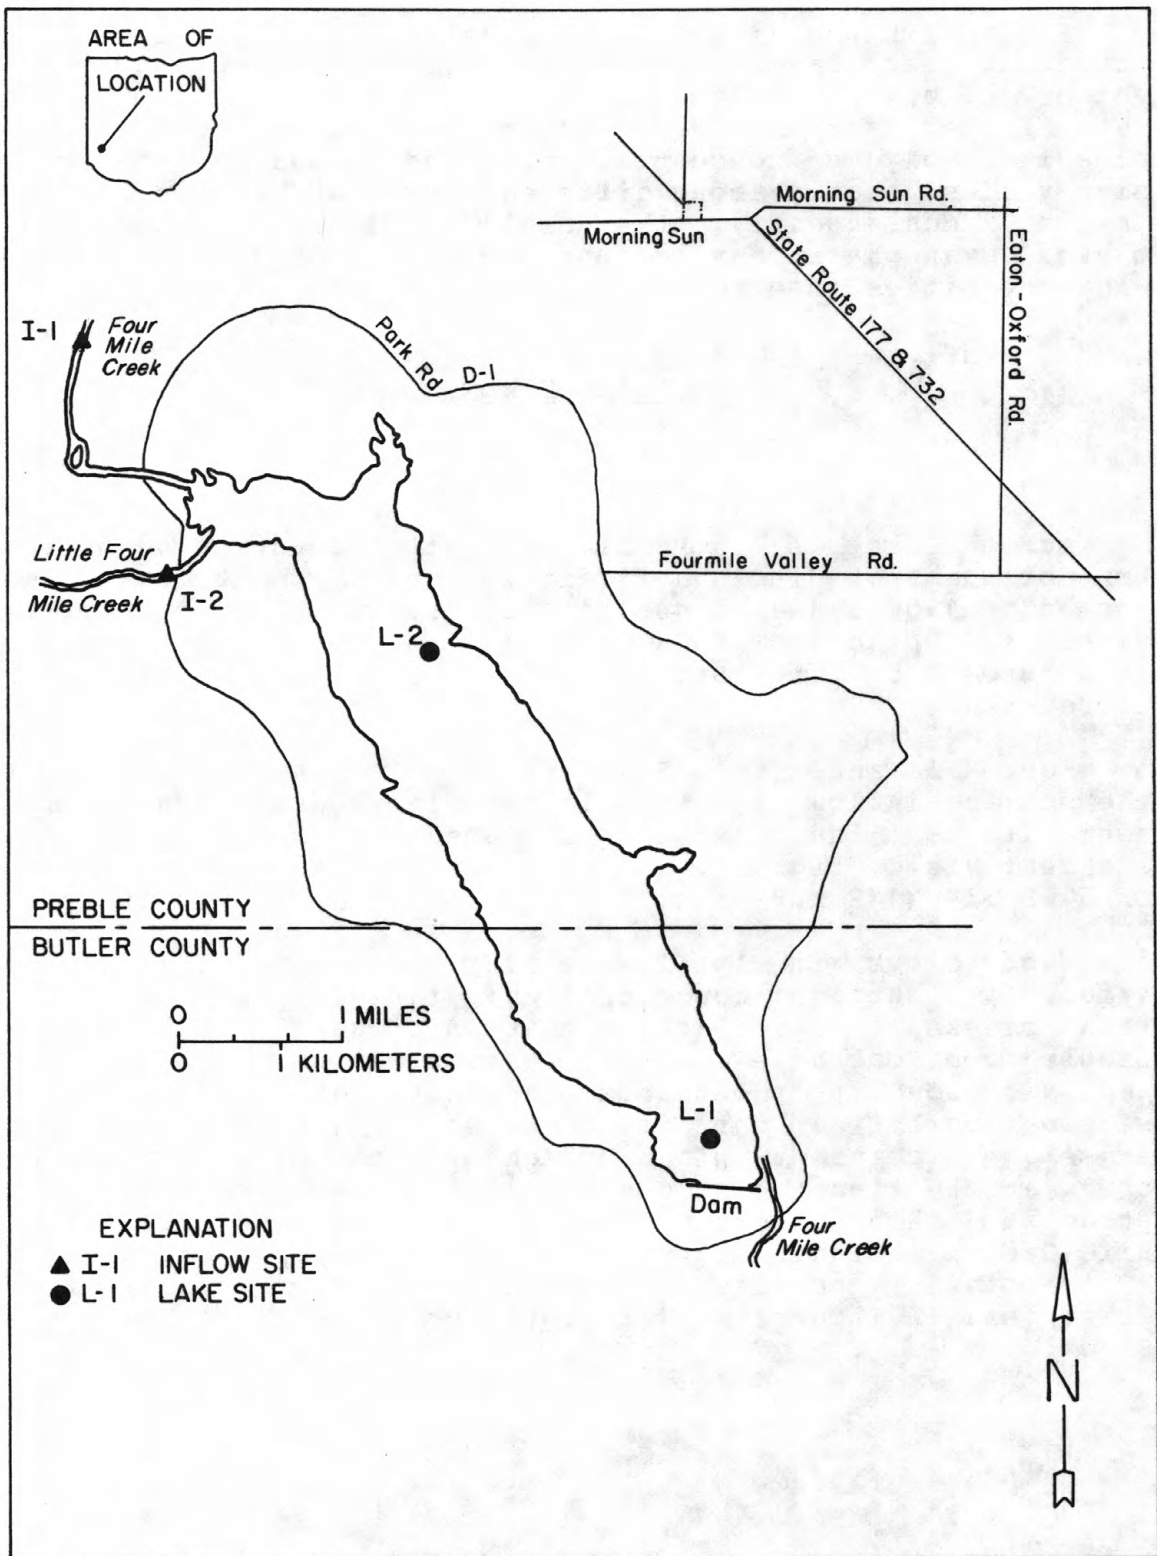 AREA OF
LOCATION
Morning Sun Rd.
Morning Sun
State Route 177 & 732
Eaton-Oxford Rd.
I-1
Four
Mile
Creek
Park Rd
D-1
Little Four
Mile Creek
I-2
Fourmile Valley Rd.
L-2
PREBLE COUNTY
BUTLER COUNTY
0 1 MILES
0 1 KILOMETERS
L-1
Dam
Four
Mile Creek
EXPLANATION
I-1 INFLOW SITE
L-1 LAKE SITE
N